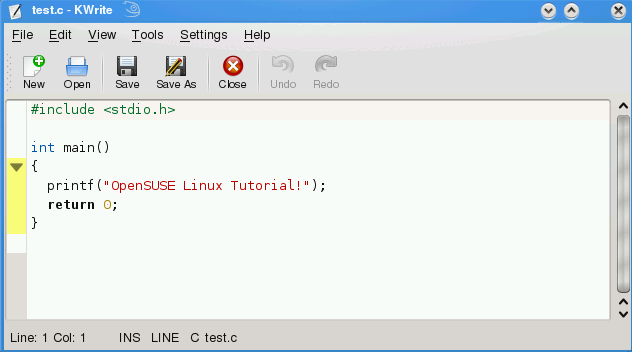 test.c - KWrite
File Edit View Tools Settings Help
New Open Save Save As Close Undo Redo
#include <stdio.h>
int main()
{
printf("OpenSUSE Linux Tutorial!");
return 0;
}
Line: 1 Col: 1 INS LINE C test.c